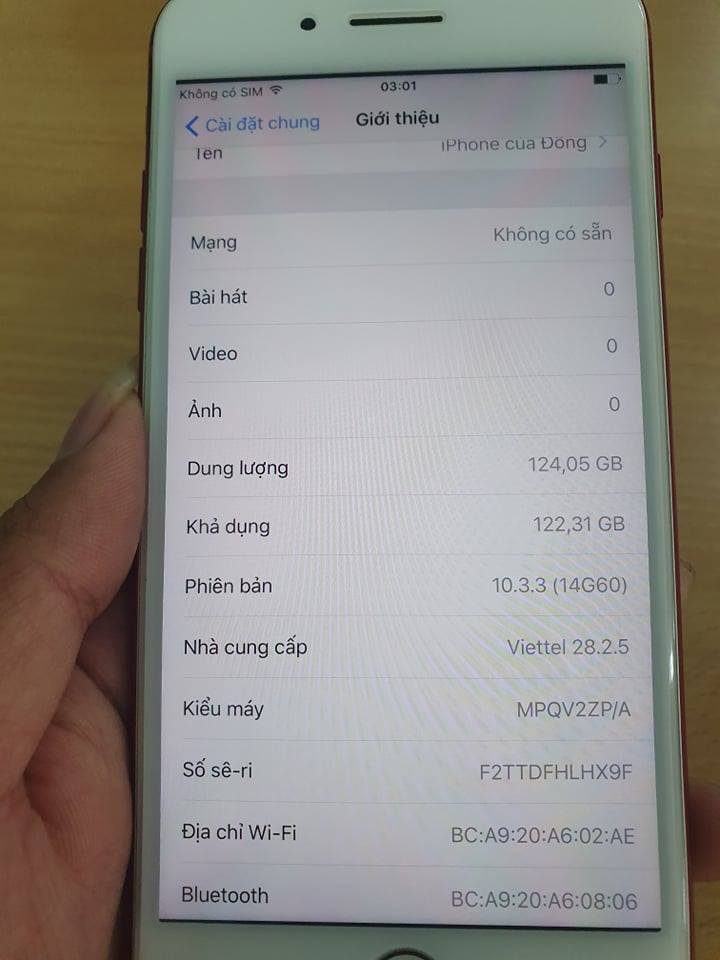 Không có SIM
03:01
Cài đặt chung
Giới thiệu
Tên iPhone của Đông
Mạng Không có sẵn
Bài hát 0
Video 0
Ảnh 0
Dung lượng 124,05 GB
Khả dụng 122,31 GB
Phiên bản 10.3.3 (14G60)
Nhà cung cấp Viettel 28.2.5
Kiểu máy MPQV2ZP/A
Số sê-ri F2TTDFHLHX9F
Địa chỉ Wi-Fi BC:A9:20:A6:02:AE
Bluetooth BC:A9:20:A6:08:06